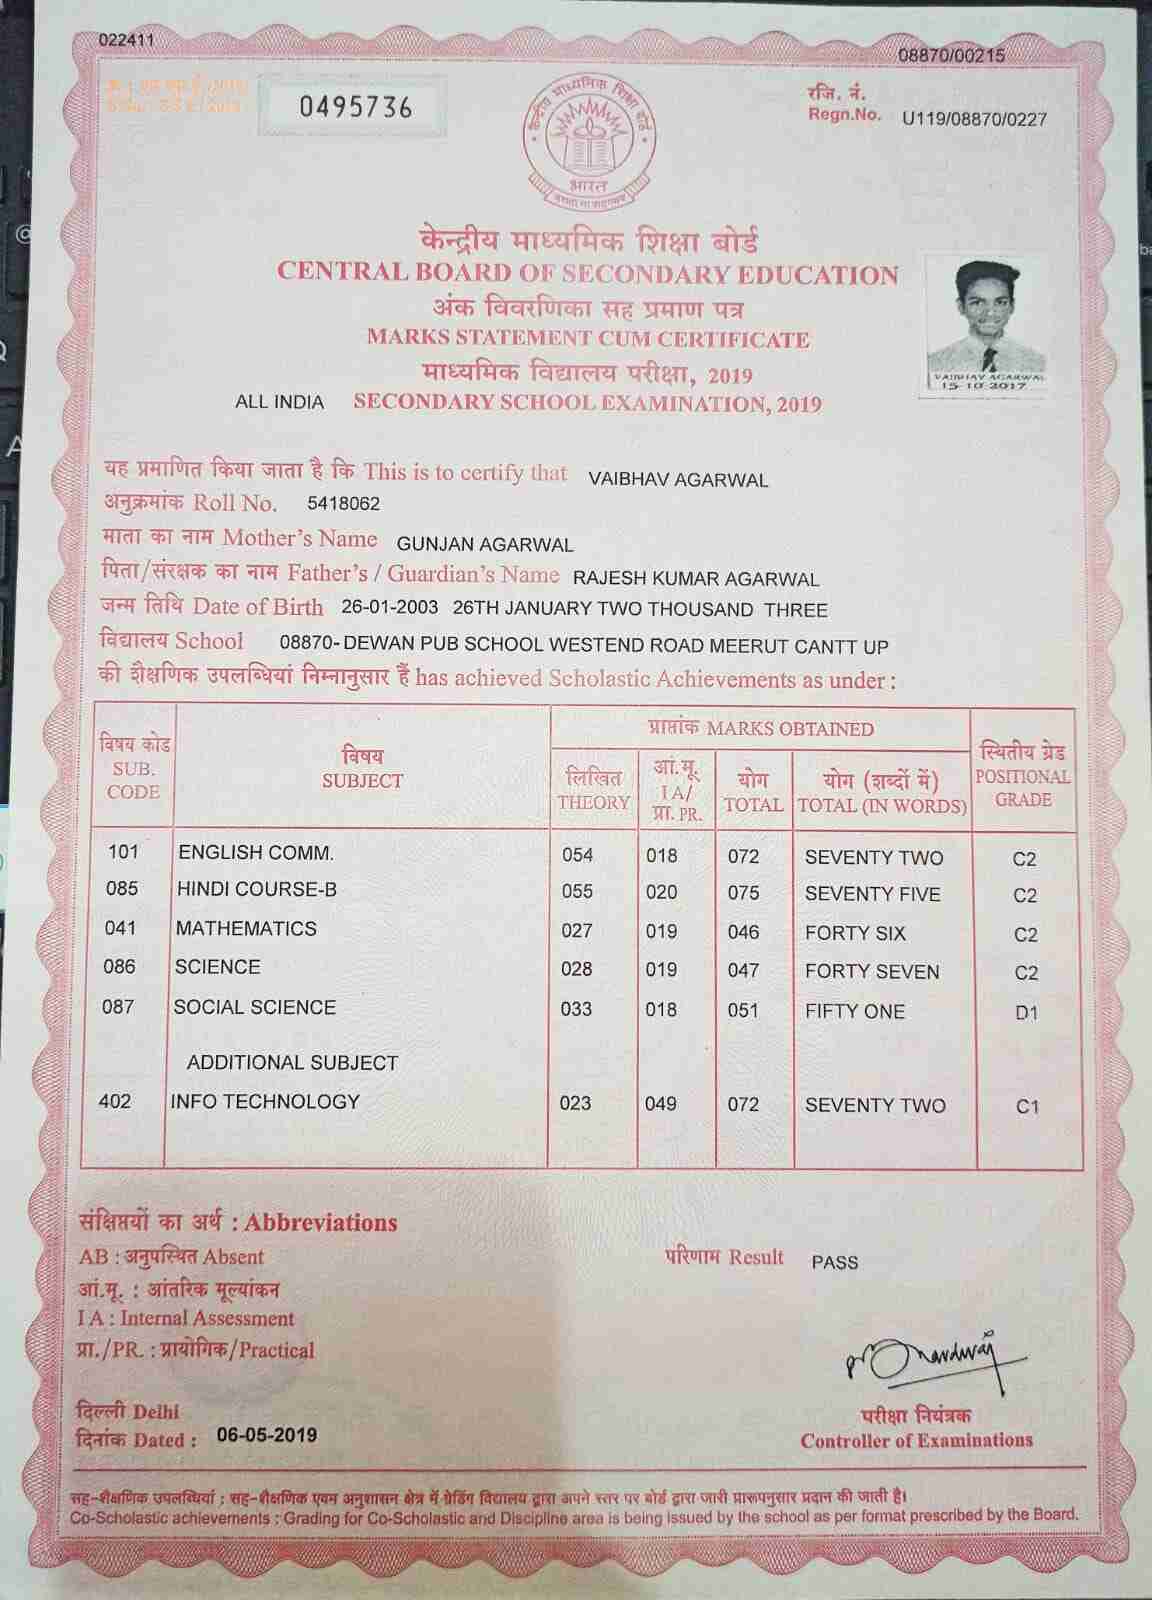 022411
08870/00215
0495736
रजि. नं.
Regn.No. U119/08870/0227
केन्द्रीय माध्यमिक शिक्षा बोर्ड
भारत
केन्द्रीय माध्यमिक शिक्षा बोर्ड
CENTRAL BOARD OF SECONDARY EDUCATION
अंक विवरणिका सह प्रमाण पत्र
MARKS STATEMENT CUM CERTIFICATE
माध्यमिक विद्यालय परीक्षा, 2019
ALL INDIA SECONDARY SCHOOL EXAMINATION, 2019
VAIBHAV AGARWAL
15-10-2017
यह प्रमाणित किया जाता है कि This is to certify that VAIBHAV AGARWAL
अनुक्रमांक Roll No. 5418062
माता का नाम Mother's Name GUNJAN AGARWAL
पिता/संरक्षक का नाम Father's / Guardian's Name RAJESH KUMAR AGARWAL
जन्म तिथि Date of Birth 26-01-2003 26TH JANUARY TWO THOUSAND THREE
विद्यालय School 08870- DEWAN PUB SCHOOL WESTEND ROAD MEERUT CANTT UP
की शैक्षणिक उपलब्धियां निम्नानुसार हैं has achieved Scholastic Achievements as under :
विषय कोड SUB. CODE विषय SUBJECT प्राप्तांक MARKS OBTAINED स्थितीय ग्रेड POSITIONAL GRADE
लिखित THEORY आं.मू. I A/ प्रा. PR. योग TOTAL योग (शब्दों में) TOTAL (IN WORDS)
101 ENGLISH COMM. 054 018 072 SEVENTY TWO C2
085 HINDI COURSE-B 055 020 075 SEVENTY FIVE C2
041 MATHEMATICS 027 019 046 FORTY SIX C2
086 SCIENCE 028 019 047 FORTY SEVEN C2
087 SOCIAL SCIENCE 033 018 051 FIFTY ONE D1
ADDITIONAL SUBJECT
402 INFO TECHNOLOGY 023 049 072 SEVENTY TWO C1
संक्षिप्तयों का अर्थ : Abbreviations
AB : अनुपस्थित Absent
परिणाम Result PASS
आं.मू. : आंतरिक मूल्यांकन
I A : Internal Assessment
प्रा./PR. : प्रायोगिक/Practical
दिल्ली Delhi
दिनांक Dated : 06-05-2019
परीक्षा नियंत्रक
Controller of Examinations
सह-शैक्षणिक उपलब्धियां : सह-शैक्षणिक एवम अनुशासन क्षेत्र में ग्रेडिंग विद्यालय द्वारा अपने स्तर पर बोर्ड द्वारा जारी प्रारूपनुसार प्रदान की जाती है।
Co-Scholastic achievements : Grading for Co-Scholastic and Discipline area is being issued by the school as per format prescribed by the Board.